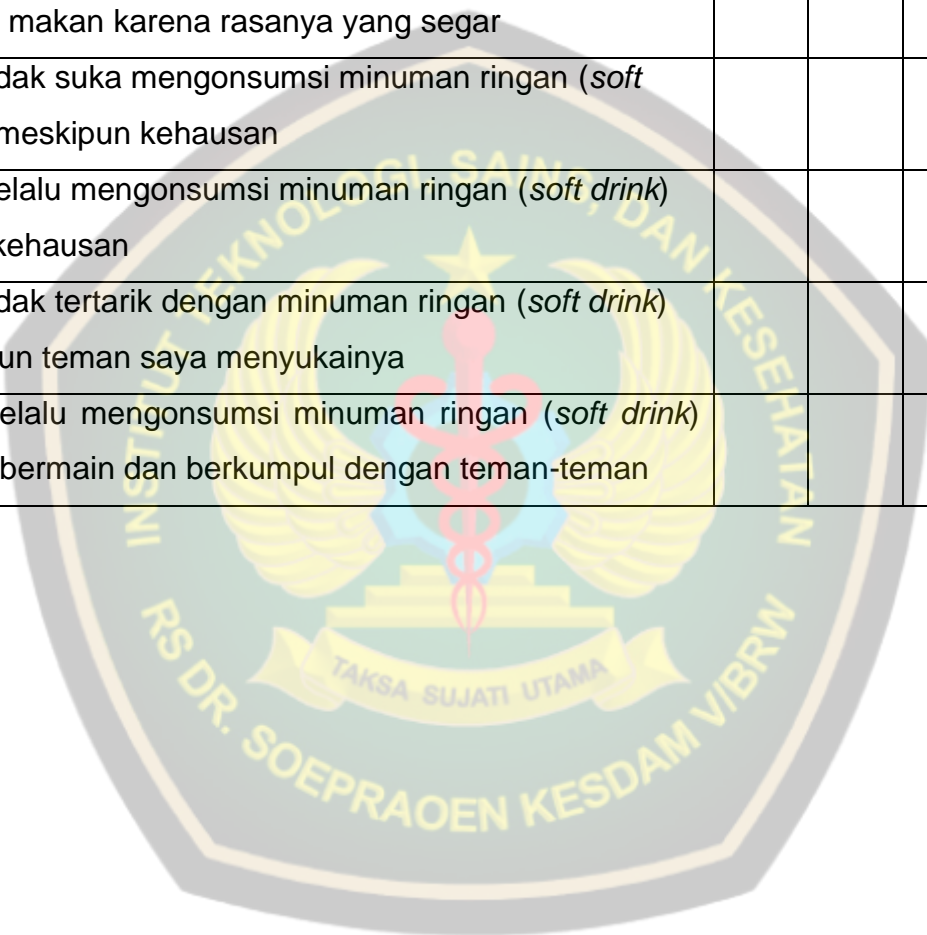 makan karena rasanya yang segar
dak suka mengonsumsi minuman ringan (soft
meskipun kehausan
elalu mengonsumsi minuman ringan (soft drink)
kehausan
dak tertarik dengan minuman ringan (soft drink)
un teman saya menyukainya
elalu mengonsumsi minuman ringan (soft drink)
bermain dan berkumpul dengan teman-teman
INSTITUT TEKNOLOGI, SAINS, DAN KESEHATAN
TAKSA SUJATI UTAMA
RS DR. SOEPRAOEN KESDAM V/BRW